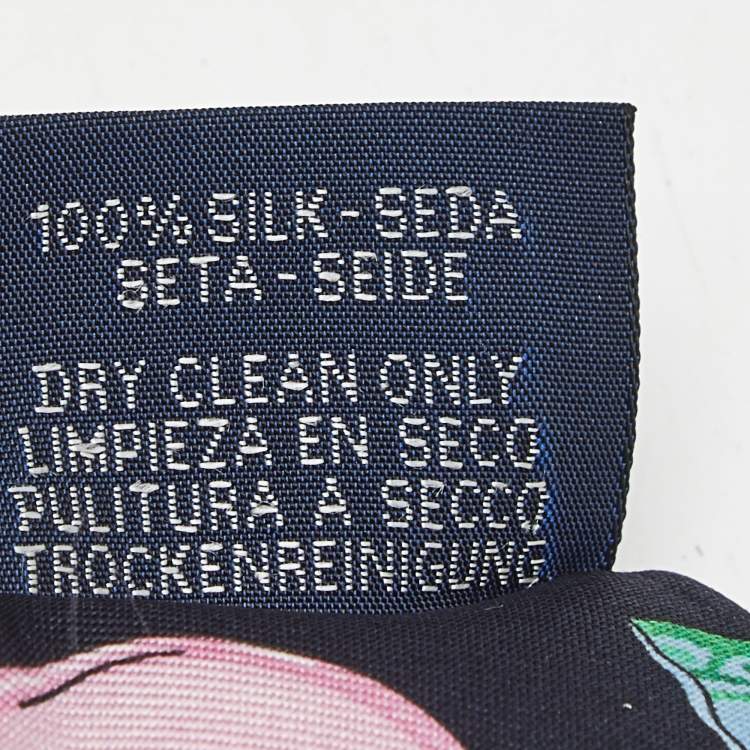 100% SILK - SEDA
SETA - SEIDE
DRY CLEAN ONLY
LIMPIEZA EN SECO
PULITURA A SECCO
TROCKENREINIGUNG